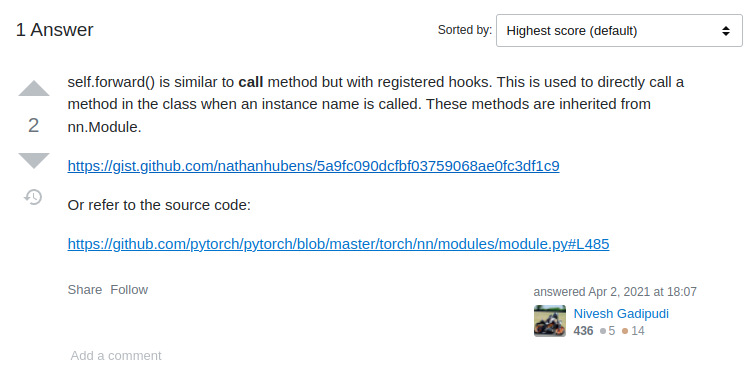 1 Answer
Sorted by:
Highest score (default)
self.forward() is similar to call method but with registered hooks. This is used to directly call a
method in the class when an instance name is called. These methods are inherited from
nn.Module.
2
https://gist.github.com/nathanhubens/5a9fc090dcfbf03759068ae0fc3df1c9
Or refer to the source code:
https://github.com/pytorch/pytorch/blob/master/torch/nn/modules/module.py#L485
Share Follow
answered Apr 2, 2021 at 18:07
Nivesh Gadipudi
436 5 14
Add a comment